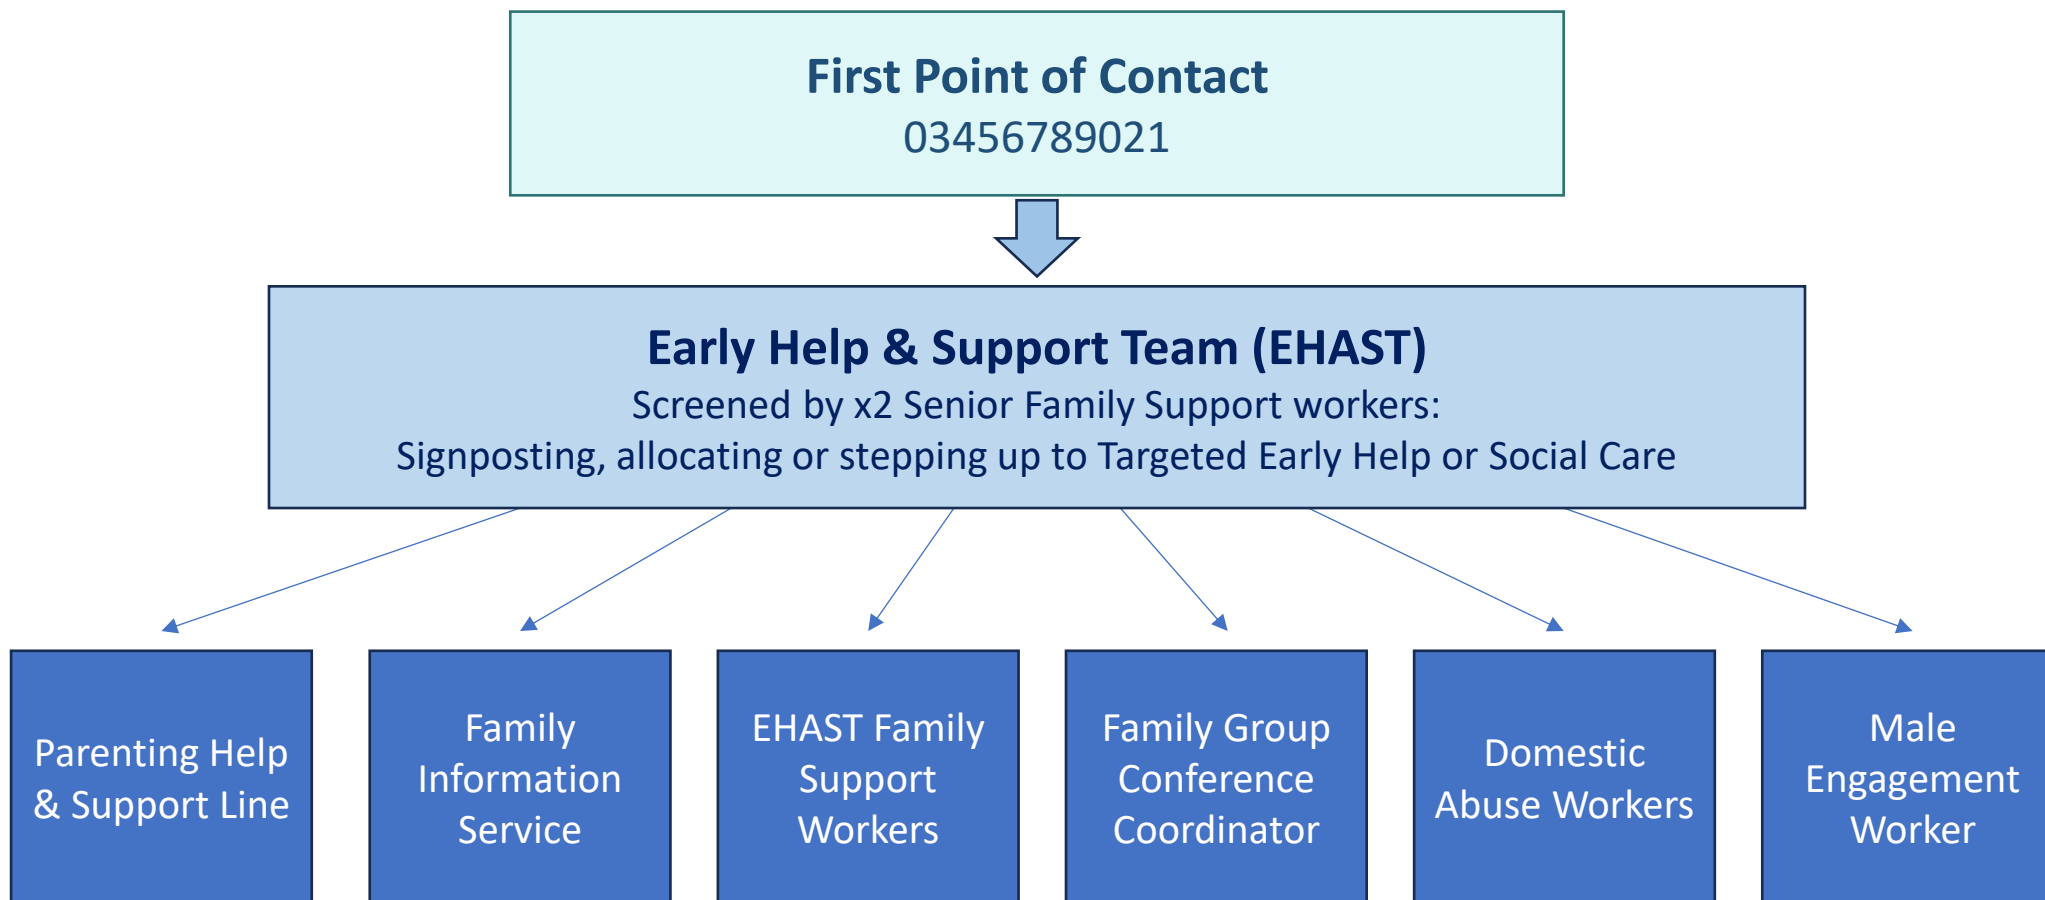 First Point of Contact
03456789021
Early Help & Support Team (EHAST)
Screened by x2 Senior Family Support workers:
Signposting, allocating or stepping up to Targeted Early Help or Social Care
Parenting Help
& Support Line
Family
Information
Service
EHAST Family
Support
Workers
Family Group
Conference
Coordinator
Domestic
Abuse Workers
Male
Engagement
Worker